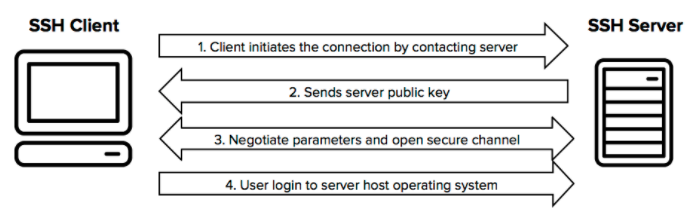 SSH Client
SSH Server
1. Client initiates the connection by contacting server
2. Sends server public key
3. Negotiate parameters and open secure channel
4. User login to server host operating system